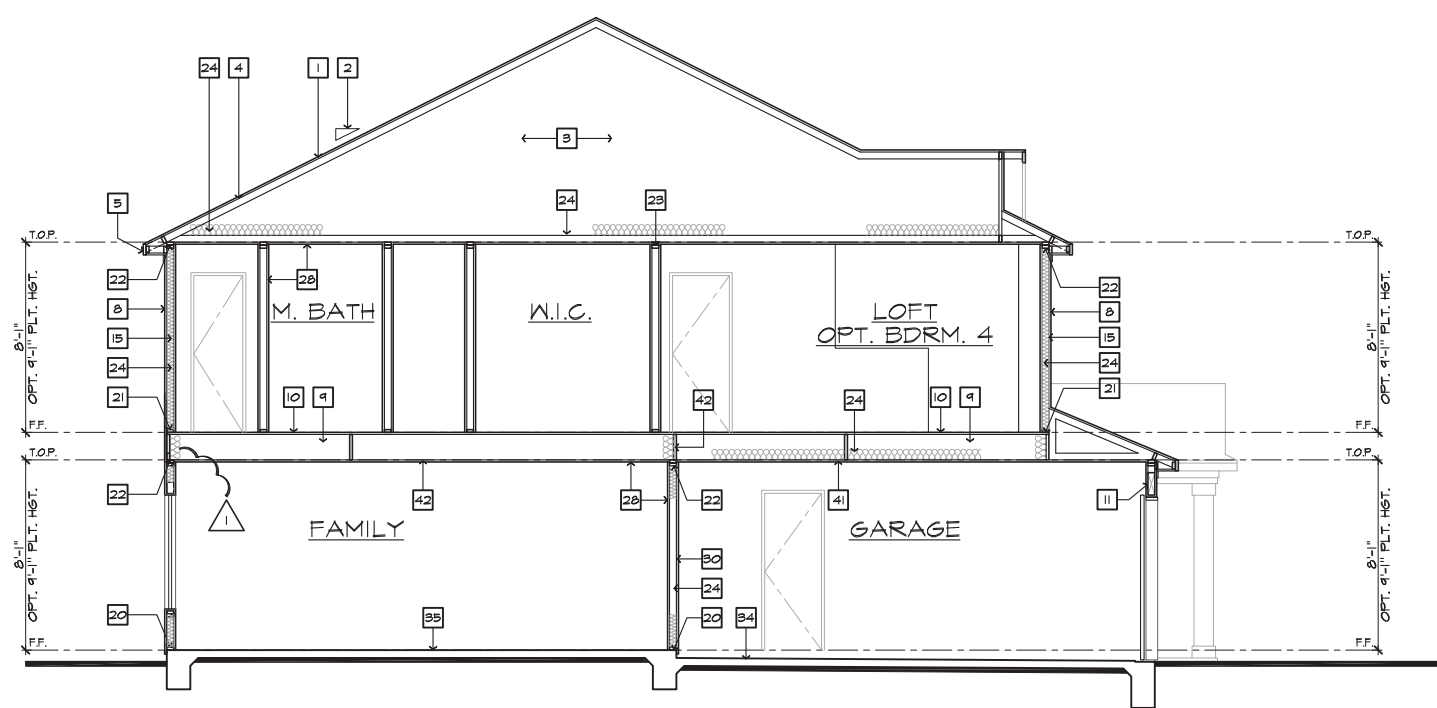 24 4 1 2
3
5 24 23
T.O.P. T.O.P.
22 28 22
8 M. BATH W.I.C. LOFT 8
OPT. BDRM. 4
15 15
24 24
21 10 9 42 24 10 9 21
8'-1" 8'-1"
OPT. 9'-1" PLT. HGT. OPT. 9'-1" PLT. HGT.
F.F. F.F.
T.O.P. T.O.P.
22 42 28 22 41 11
1
FAMILY GARAGE
30
24
8'-1" 8'-1"
OPT. 9'-1" PLT. HGT. OPT. 9'-1" PLT. HGT.
20 35 20 34
F.F. F.F.